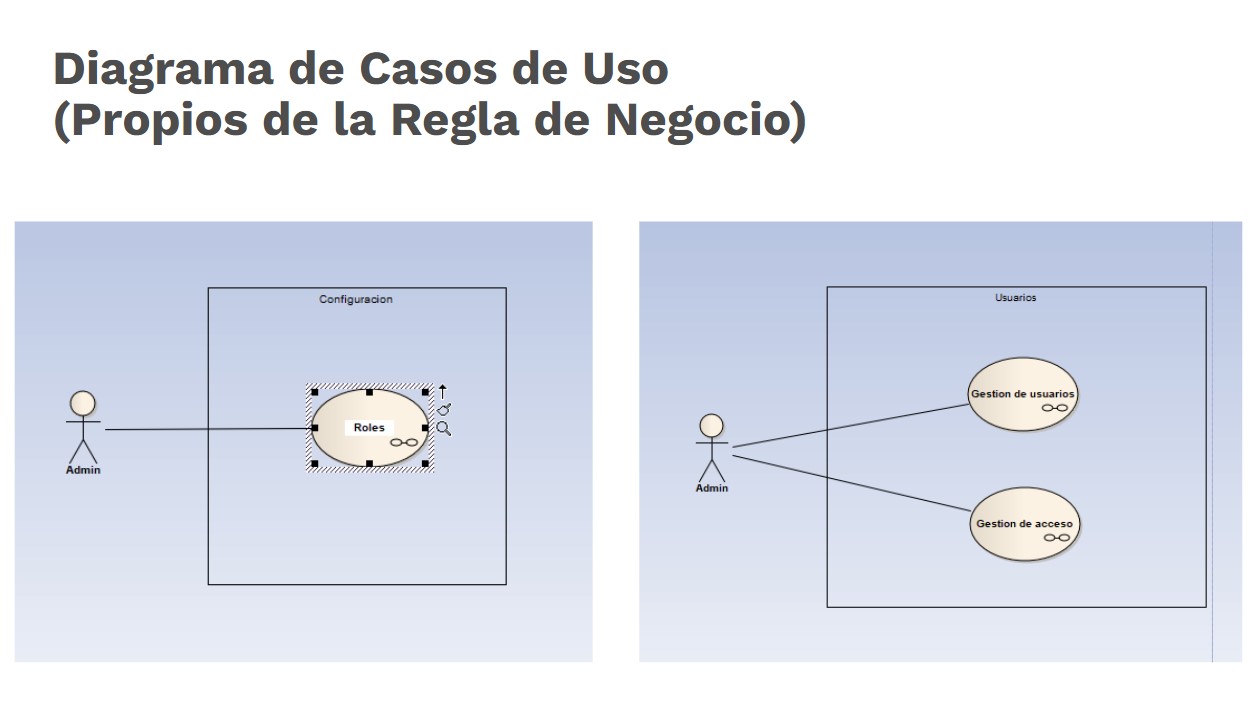 Diagrama de Casos de Uso
(Propios de la Regla de Negocio)
Configuracion
Roles
Admin
Usuarios
Gestion de usuarios
Admin
Gestion de acceso